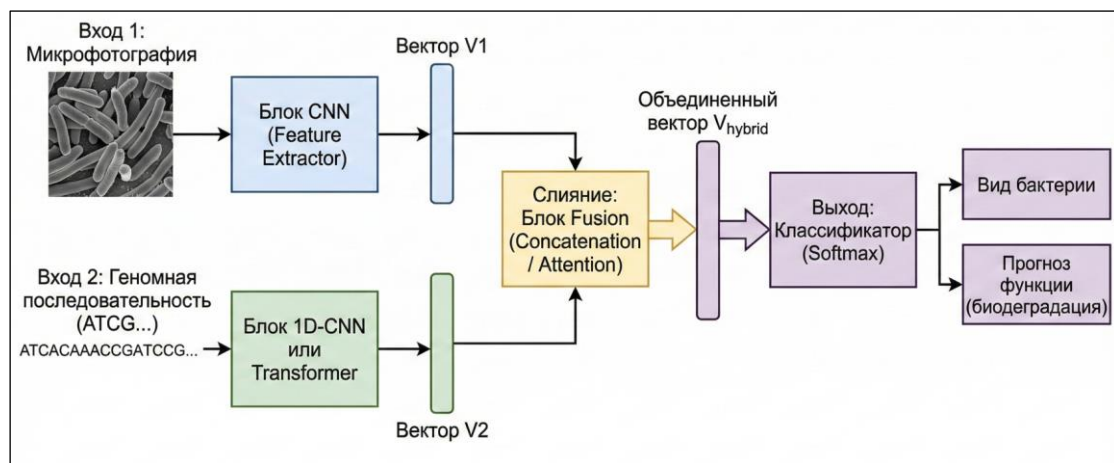 Вход 1:
Микрофотография
Блок CNN
(Feature
Extractor)
Вектор V1
Вход 2: Геномная
последовательность
(ATCG...)
ATCACAAACCGATCCG...
Блок 1D-CNN
или
Transformer
Вектор V2
Слияние:
Блок Fusion
(Concatenation
/ Attention)
Объединенный
вектор Vhybrid
Выход:
Классификатор
(Softmax)
Вид бактерии
Прогноз
функции
(биодеградация)